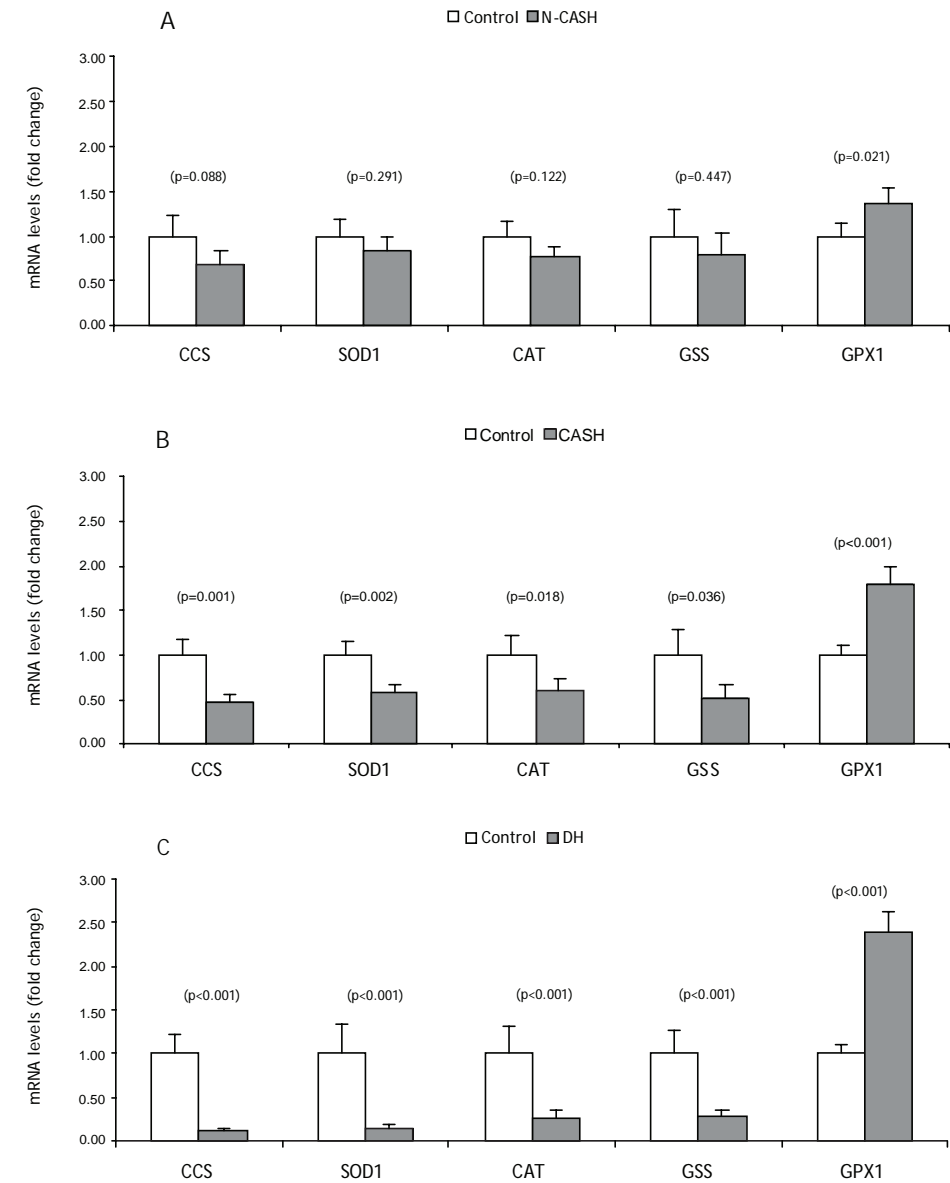 A
Control N-CASH
mRNA levels (fold change)
3.00
2.50
2.00
1.50
1.00
0.50
0.00
(p=0.088) (p=0.291) (p=0.122) (p=0.447) (p=0.021)
CCS SOD1 CAT GSS GPX1
B
Control CASH
mRNA levels (fold change)
3.00
2.50
2.00
1.50
1.00
0.50
0.00
(p=0.001) (p=0.002) (p=0.018) (p=0.036) (p<0.001)
CCS SOD1 CAT GSS GPX1
C
Control DH
mRNA levels (fold change)
3.00
2.50
2.00
1.50
1.00
0.50
0.00
(p<0.001) (p<0.001) (p<0.001) (p<0.001) (p<0.001)
CCS SOD1 CAT GSS GPX1